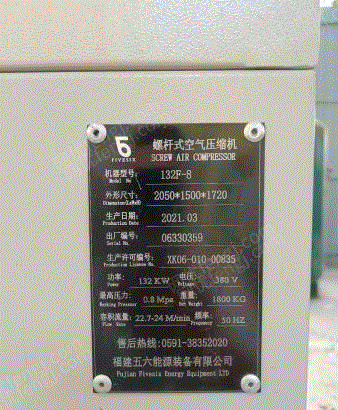 螺杆式空气压缩机
FIVESIX
SCREW AIR COMPRESSOR
机器型号: 132F-8
Model No
外形尺寸: 2050*1500*1720
Dimension(LxWxH)
生产日期: 2021.03
Production Date
出厂编号: 06330359
Serial No.
生产许可编号: XK06-010-00835
Production License No.
功率: 132 KW 电压: 380 V
Power Voltage
最高压力: 0.8 Mpa 重量: 1800 KG
Working Pressure Net Weight
容积流量: 22.7-24 M/min 频率: 50 HZ
Flow Rate Frequency
售后热线:0591-38352020
福建五六能源装备有限公司
Fujian Fivesix Energy Equipment LTD